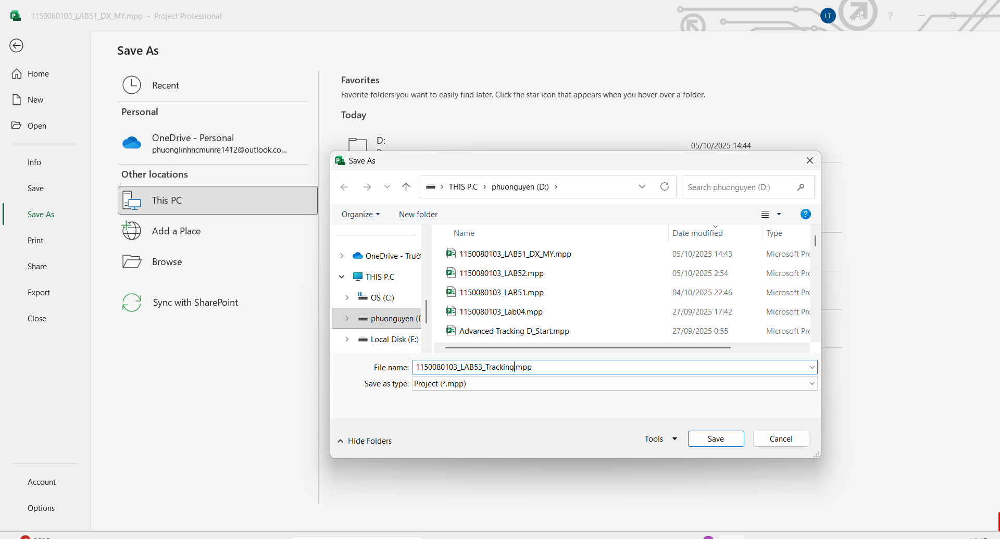 1150080103_LAB51_DX_MY.mpp - Project Professional
LT
?
Save As
Home
New
Open
Info
Save
Save As
Print
Share
Export
Close
Account
Options
Recent
Personal
OneDrive - Personal
phuonglinhhcmunre1412@outlook.co...
Other locations
This PC
Add a Place
Browse
Sync with SharePoint
Favorites
Favorite folders you want to easily find later. Click the star icon that appears when you hover over a folder.
Today
D:
05/10/2025 14:44
Save As
THIS P.C > phuonguyen (D:) >
Search phuonguyen (D:)
Organize
New folder
?
Name
Date modified
Type
OneDrive - Trườ
THIS P.C
OS (C:)
phuonguyen (D
Local Disk (E:)
1150080103_LAB51_DX_MY.mpp 05/10/2025 14:43 Microsoft Pro
1150080103_LAB52.mpp 05/10/2025 2:54 Microsoft Pro
1150080103_LAB51.mpp 04/10/2025 22:46 Microsoft Pro
1150080103_Lab04.mpp 27/09/2025 17:42 Microsoft Pro
Advanced Tracking D_Start.mpp 27/09/2025 0:55 Microsoft Pro
File name: 1150080103_LAB53_Tracking.mpp
Save as type: Project (*.mpp)
Hide Folders
Tools
Save
Cancel